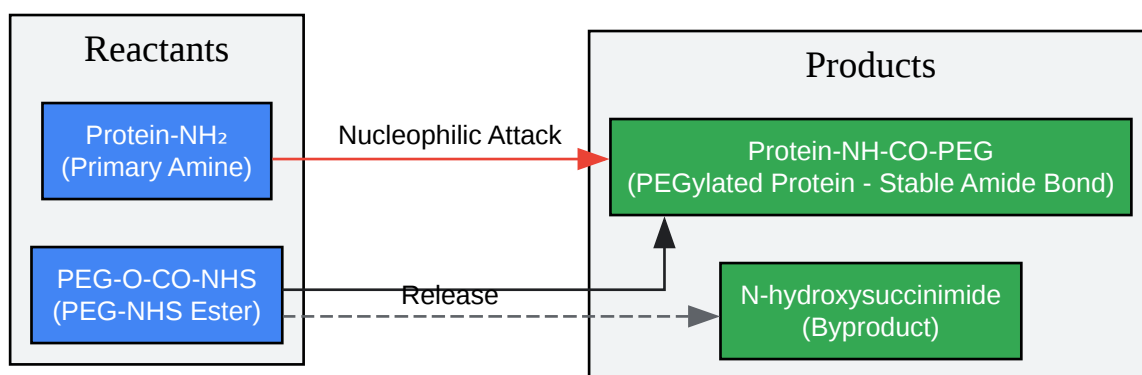 Reactants
Protein-NH₂
(Primary Amine)
PEG-O-CO-NHS
(PEG-NHS Ester)
Nucleophilic Attack
Release
Products
Protein-NH-CO-PEG
(PEGylated Protein - Stable Amide Bond)
N-hydroxysuccinimide
(Byproduct)